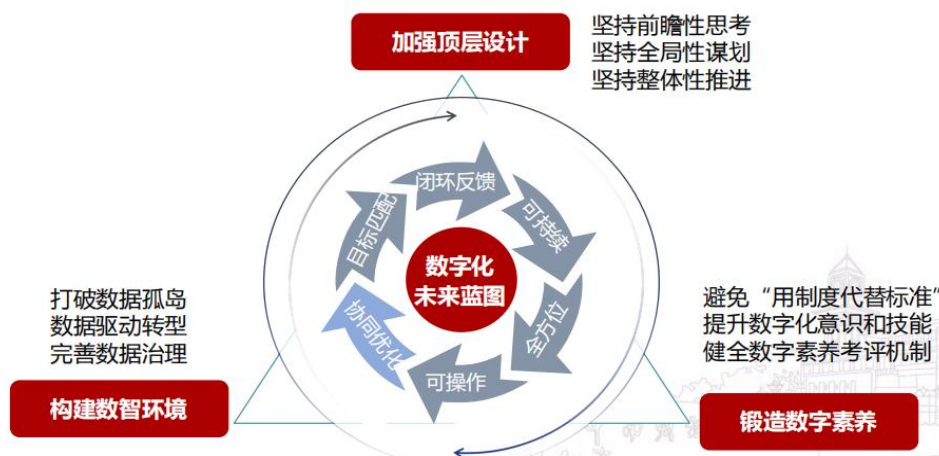 加强顶层设计
坚持前瞻性思考
坚持全局性谋划
坚持整体性推进
闭环反馈
可持续
全方位
可操作
协同优化
目标匹配
数字化
未来蓝图
打破数据孤岛
数据驱动转型
完善数据治理
构建数智环境
避免“用制度代替标准”
提升数字化意识和技能
健全数字素养考评机制
锻造数字素养